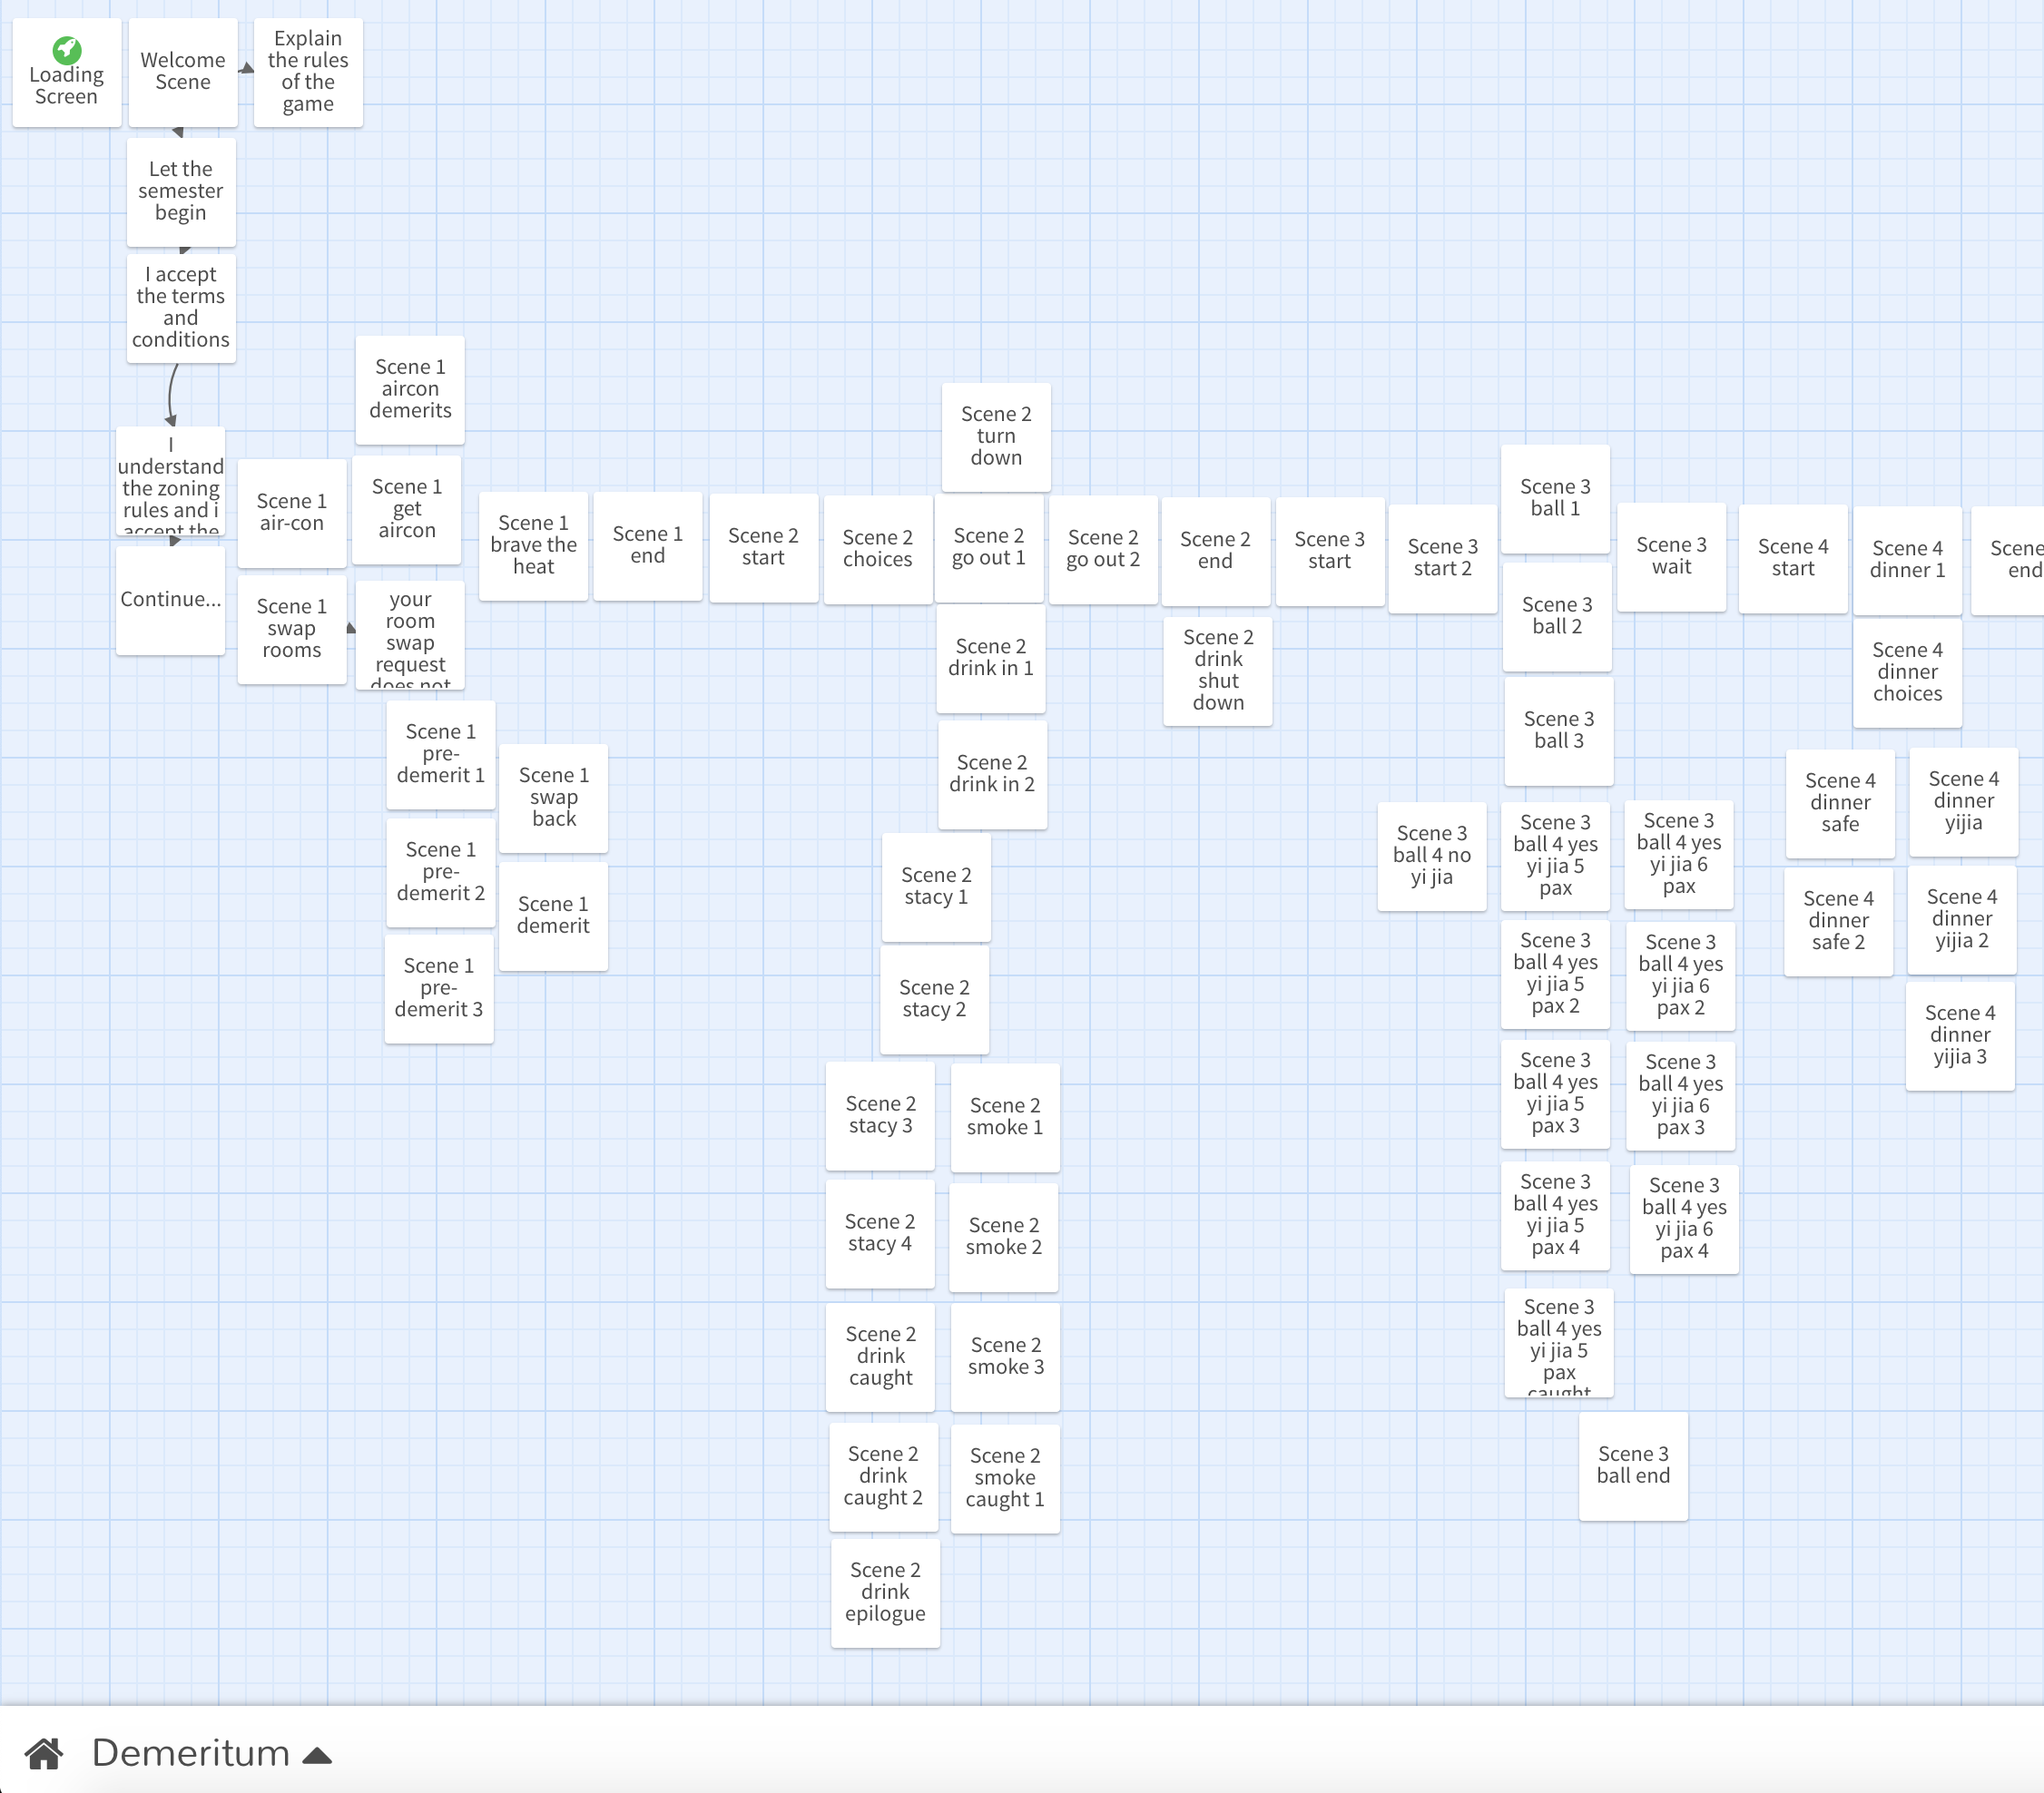 Loading
Screen
Welcome
Scene
Explain
the rules
of the
game
Let the
semester
begin
I accept
the terms
and
conditions
I
understand
the zoning
rules and i
accept the
Continue...
Scene 1
air-con
Scene 1
swap
rooms
Scene 1
aircon
demerits
Scene 1
get
aircon
your
room
swap
request
does not
Scene 1
pre-
demerit 1
Scene 1
pre-
demerit 2
Scene 1
pre-
demerit 3
Scene 1
swap
back
Scene 1
demerit
Scene 1
brave the
heat
Scene 1
end
Scene 2
start
Scene 2
choices
Scene 2
turn
down
Scene 2
go out 1
Scene 2
go out 2
Scene 2
drink in 1
Scene 2
drink in 2
Scene 2
stacy 1
Scene 2
stacy 2
Scene 2
stacy 3
Scene 2
smoke 1
Scene 2
stacy 4
Scene 2
smoke 2
Scene 2
drink
caught
Scene 2
smoke 3
Scene 2
drink
caught 2
Scene 2
smoke
caught 1
Scene 2
drink
epilogue
Scene 2
end
Scene 2
drink
shut
down
Scene 3
start
Scene 3
start 2
Scene 3
ball 1
Scene 3
ball 2
Scene 3
ball 3
Scene 3
wait
Scene 3
ball 4 no
yi jia
Scene 3
ball 4 yes
yi jia 5
pax
Scene 3
ball 4 yes
yi jia 6
pax
Scene 3
ball 4 yes
yi jia 5
pax 2
Scene 3
ball 4 yes
yi jia 6
pax 2
Scene 3
ball 4 yes
yi jia 5
pax 3
Scene 3
ball 4 yes
yi jia 6
pax 3
Scene 3
ball 4 yes
yi jia 5
pax 4
Scene 3
ball 4 yes
yi jia 6
pax 4
Scene 3
ball 4 yes
yi jia 5
pax
caught
Scene 3
ball end
Scene 4
start
Scene 4
dinner 1
Scene
end
Scene 4
dinner
choices
Scene 4
dinner
safe
Scene 4
dinner
yijia
Scene 4
dinner
safe 2
Scene 4
dinner
yijia 2
Scene 4
dinner
yijia 3
Demeritum